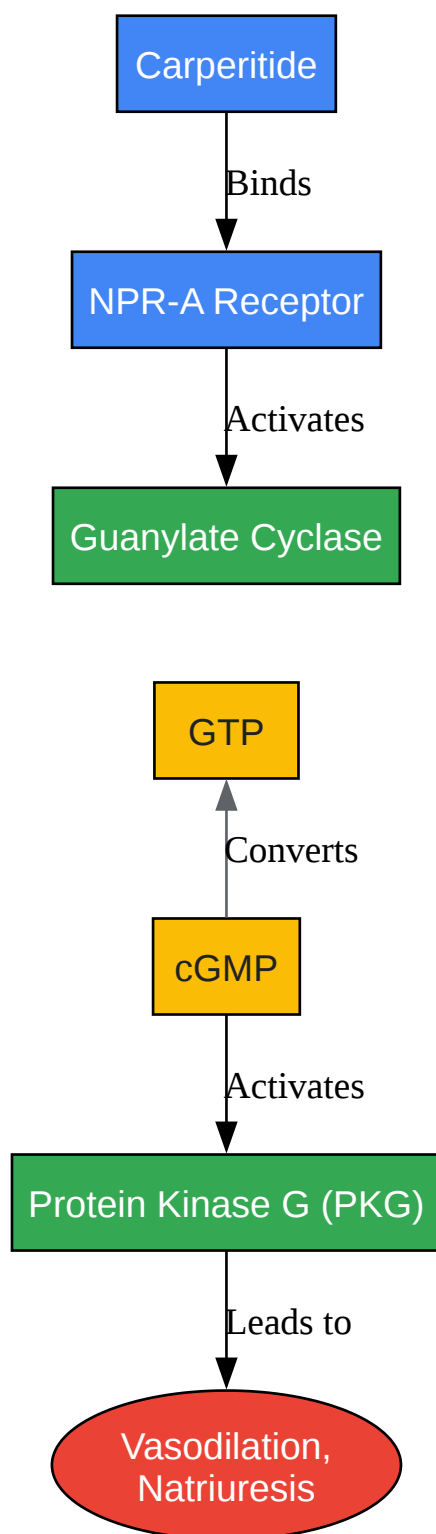 Carperitide
Binds
NPR-A Receptor
Activates
Guanylate Cyclase
GTP
Converts
cGMP
Activates
Protein Kinase G (PKG)
Leads to
Vasodilation,
Natriuresis